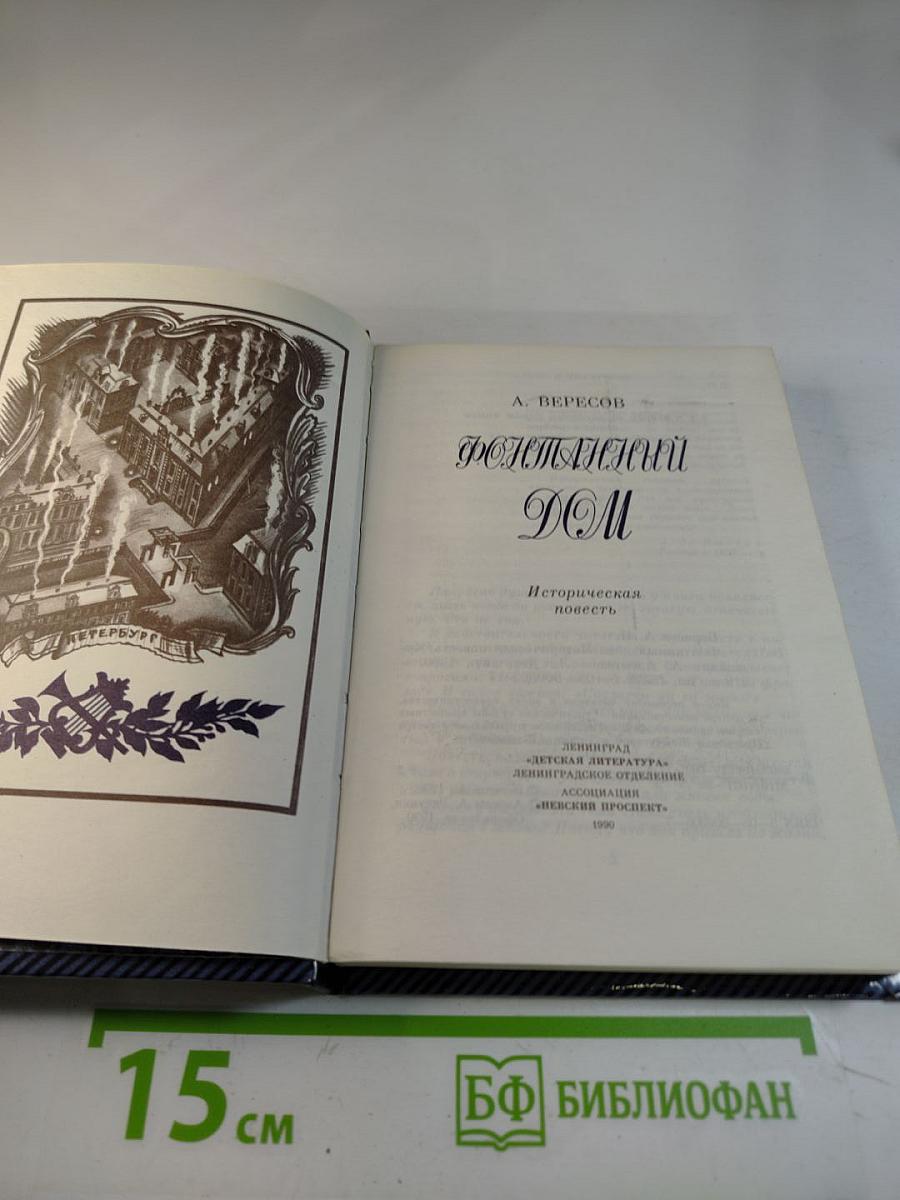 ПЕТЕРБУРГ
А. ВЕРЕСОВ
ФОНТАННЫЙ
ДОМ
Историческая
повесть
ЛЕНИНГРАД
«ДЕТСКАЯ ЛИТЕРАТУРА»
ЛЕНИНГРАДСКОЕ ОТДЕЛЕНИЕ
АССОЦИАЦИЯ
«НЕВСКИЙ ПРОСПЕКТ»
1990
15 см
БФ БИБЛИОФАН